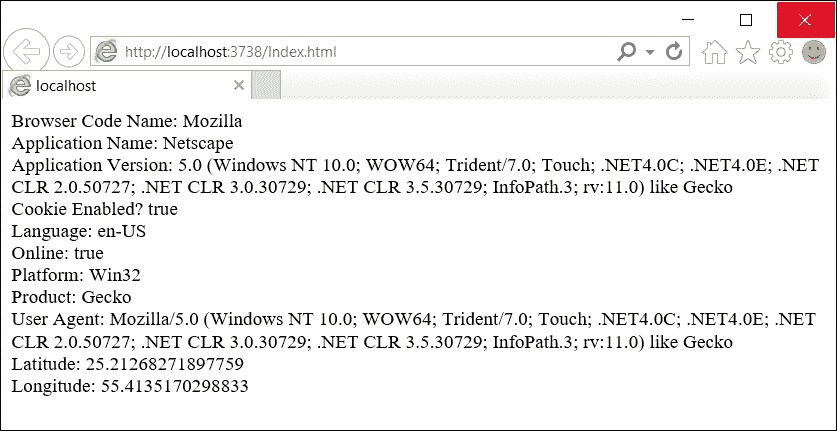 http://localhost:3738/Index.html
localhost
Browser Code Name: Mozilla
Application Name: Netscape
Application Version: 5.0 (Windows NT 10.0; WOW64; Trident/7.0; Touch; .NET4.0C; .NET4.0E; .NET
CLR 2.0.50727; .NET CLR 3.0.30729; .NET CLR 3.5.30729; InfoPath.3; rv:11.0) like Gecko
Cookie Enabled? true
Language: en-US
Online: true
Platform: Win32
Product: Gecko
User Agent: Mozilla/5.0 (Windows NT 10.0; WOW64; Trident/7.0; Touch; .NET4.0C; .NET4.0E; .NET
CLR 2.0.50727; .NET CLR 3.0.30729; .NET CLR 3.5.30729; InfoPath.3; rv:11.0) like Gecko
Latitude: 25.21268271897759
Longitude: 55.4135170298833